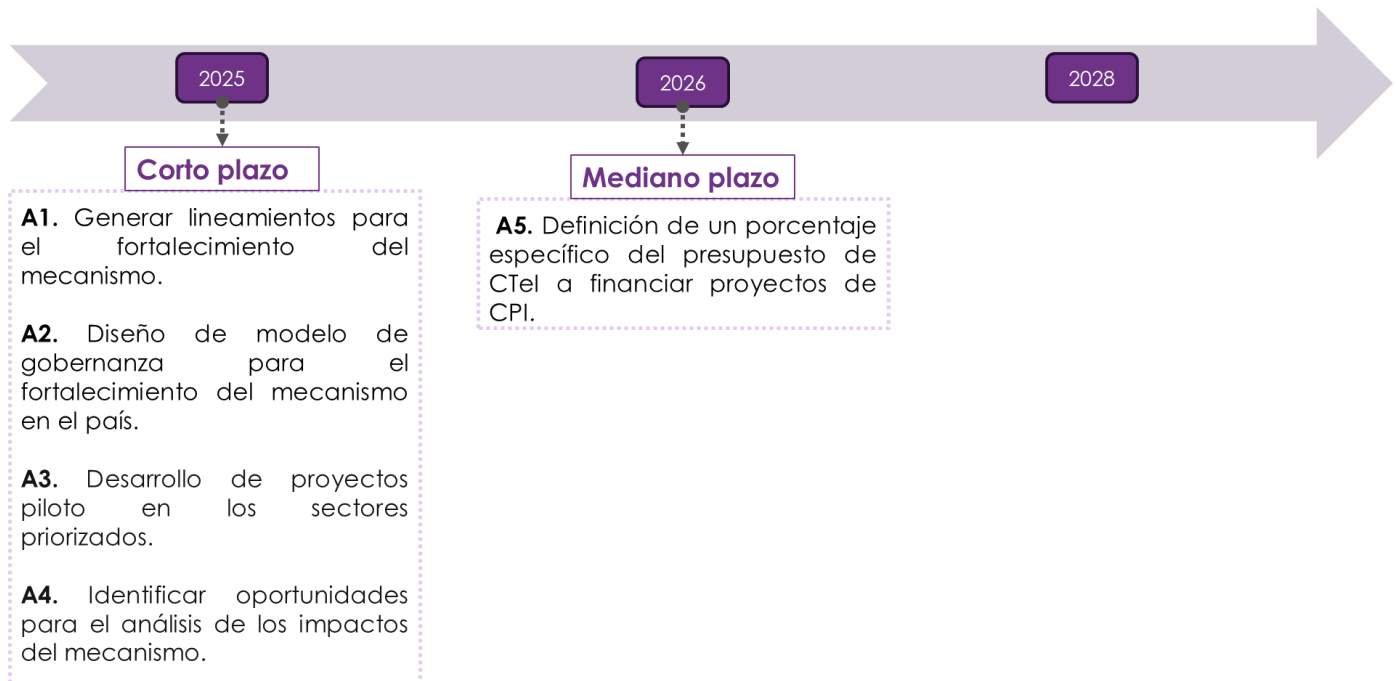 2025
2026
2028
Corto plazo
A1. Generar lineamientos para
el fortalecimiento del
mecanismo.
A2. Diseño de modelo de
gobernanza para el
fortalecimiento del mecanismo
en el país.
A3. Desarrollo de proyectos
piloto en los sectores
priorizados.
A4. Identificar oportunidades
para el análisis de los impactos
del mecanismo.
Mediano plazo
A5. Definición de un porcentaje
específico del presupuesto de
CTeI a financiar proyectos de
CPI.